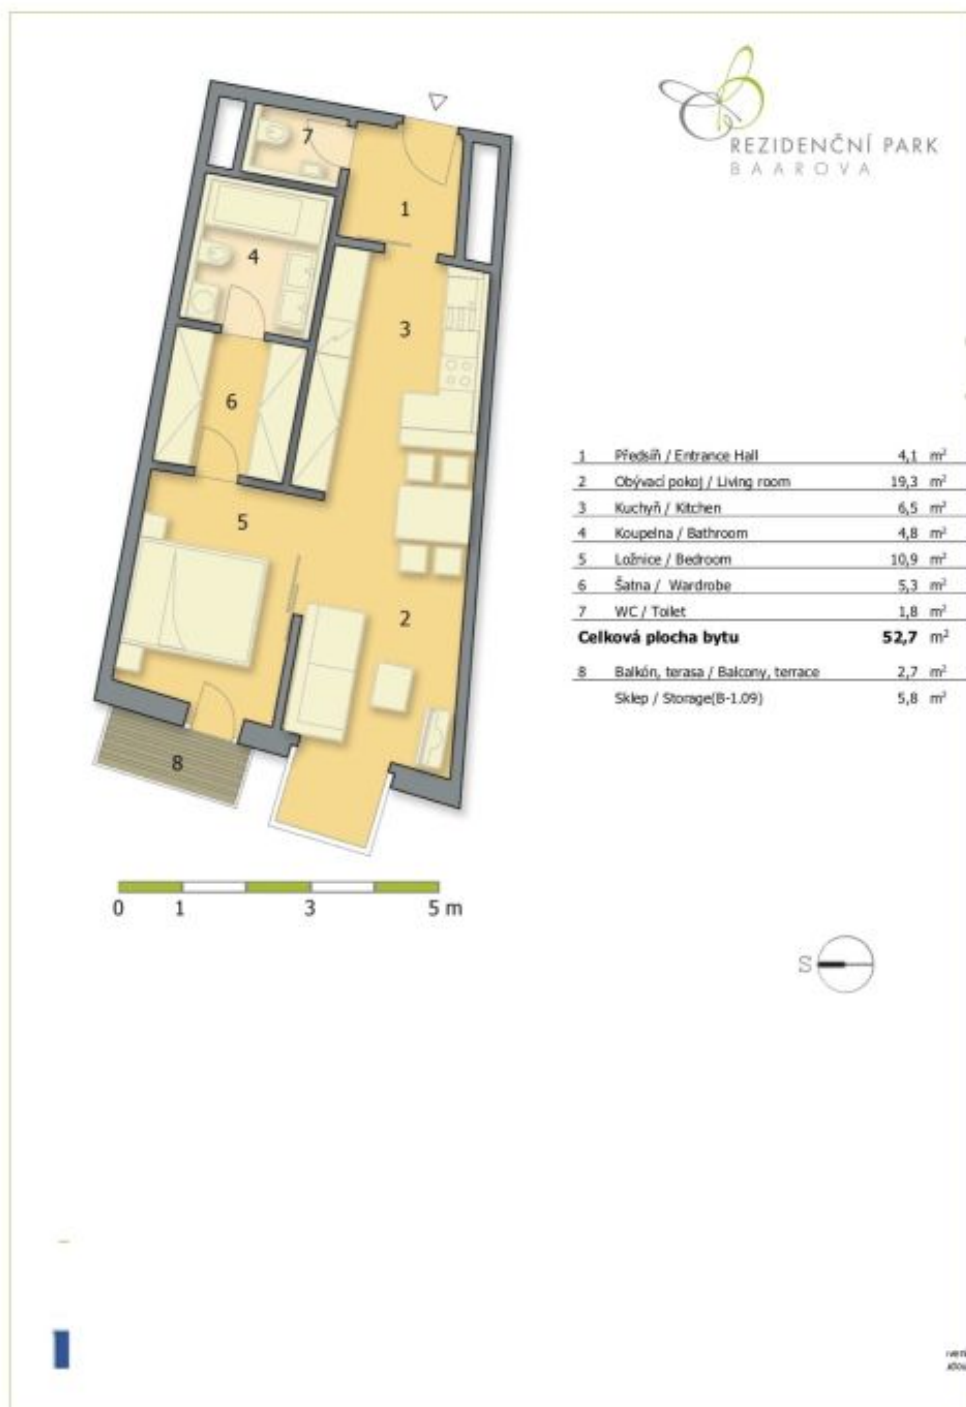 REZIDENČNÍ PARK
BAAROVA
7
1
4
3
6
5
2
8
1 Předsíň / Entrance Hall 4,1 m²
2 Obývací pokoj / Living room 19,3 m²
3 Kuchyň / Kitchen 6,5 m²
4 Koupelna / Bathroom 4,8 m²
5 Ložnice / Bedroom 10,9 m²
6 Šatna / Wardrobe 5,3 m²
7 WC / Toilet 1,8 m²
Celková plocha bytu 52,7 m²
8 Balkón, terasa / Balcony, terrace 2,7 m²
Sklep / Storage(B-1.09) 5,8 m²
0 1 3 5 m
S